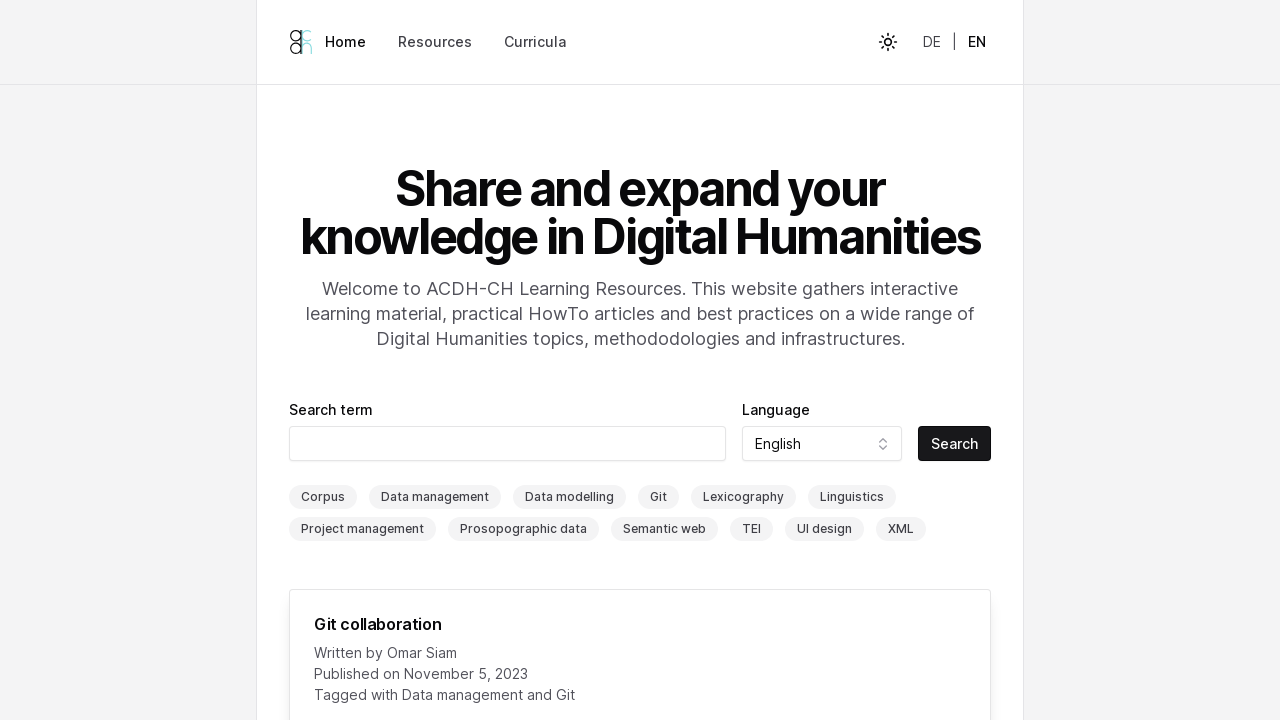 Home
Resources
Curricula
DE | EN
Share and expand your
knowledge in Digital Humanities
Welcome to ACDH-CH Learning Resources. This website gathers interactive
learning material, practical HowTo articles and best practices on a wide range of
Digital Humanities topics, methododologies and infrastructures.
Search term
Language
English
Search
Corpus
Data management
Data modelling
Git
Lexicography
Linguistics
Project management
Prosopographic data
Semantic web
TEI
UI design
XML
Git collaboration
Written by Omar Siam
Published on November 5, 2023
Tagged with Data management and Git